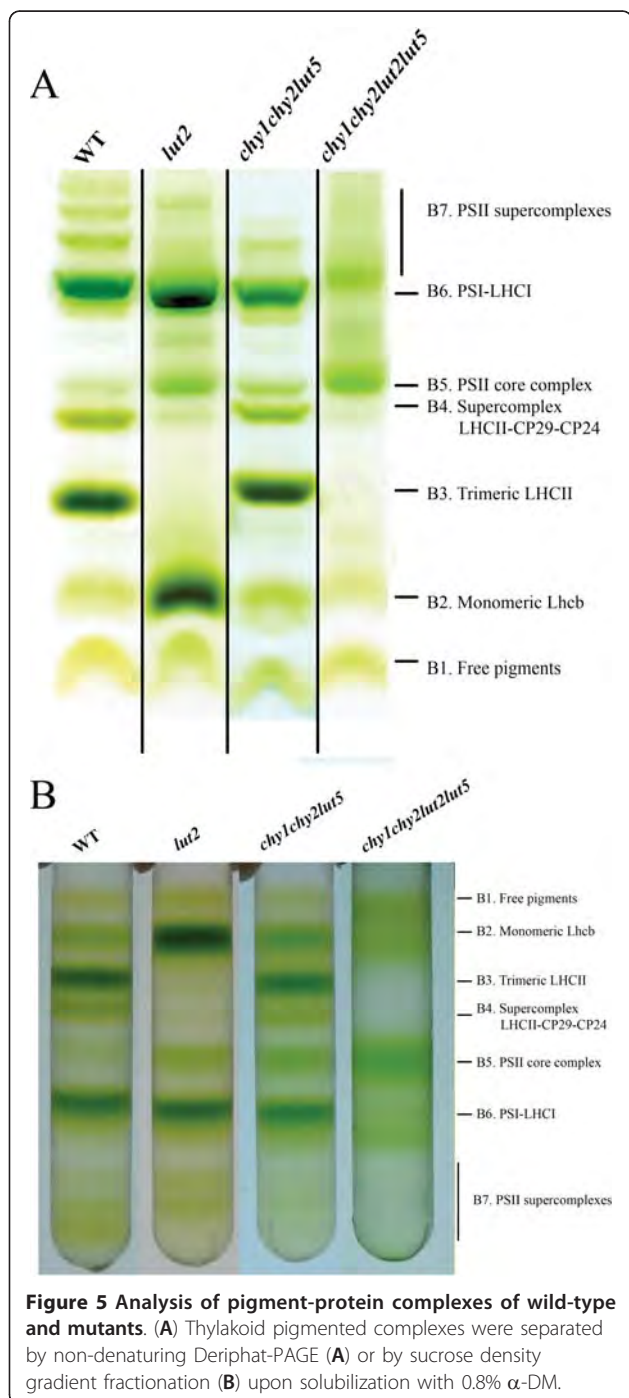 A
WT
lut2
chy1chy2lut5
chy1chy2lut2lut5
B7. PSII supercomplexes
B6. PSI-LHCI
B5. PSII core complex
B4. Supercomplex
LHCII-CP29-CP24
B3. Trimeric LHCII
B2. Monomeric Lhcb
B1. Free pigments
B
WT
lut2
chy1chy2lut5
chy1chy2lut2lut5
B1. Free pigments
B2. Monomeric Lhcb
B3. Trimeric LHCII
B4. Supercomplex
LHCII-CP29-CP24
B5. PSII core complex
B6. PSI-LHCI
B7. PSII supercomplexes
Figure 5 Analysis of pigment-protein complexes of wild-type
and mutants. (A) Thylakoid pigmented complexes were separated
by non-denaturing Deriphat-PAGE (A) or by sucrose density
gradient fractionation (B) upon solubilization with 0.8% α-DM.